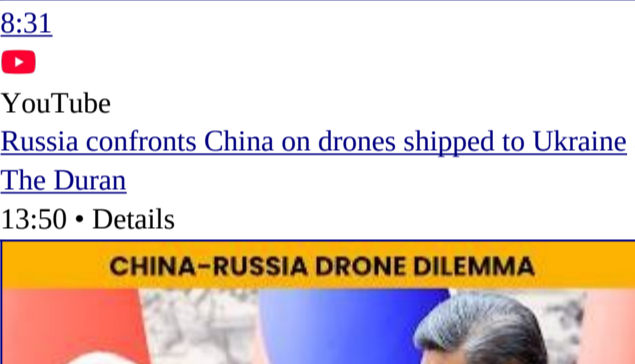 8:31
YouTube
Russia confronts China on drones shipped to Ukraine
The Duran
13:50 • Details
CHINA–RUSSIA DRONE DILEMMA